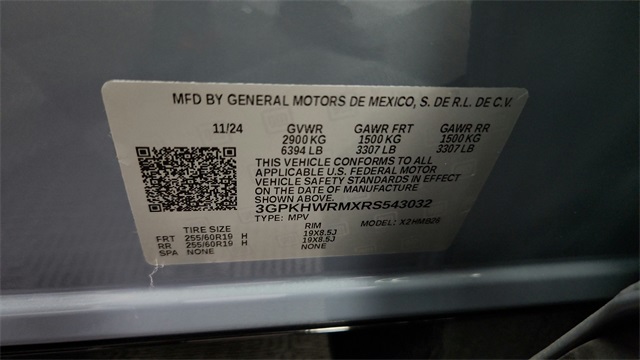 MFD BY GENERAL MOTORS DE MEXICO, S. DE R.L. DE C.V.
11/24 GVWR GAWR FRT GAWR RR
2900 KG 1500 KG 1500 KG
6394 LB 3307 LB 3307 LB
THIS VEHICLE CONFORMS TO ALL
APPLICABLE U.S. FEDERAL MOTOR
VEHICLE SAFETY STANDARDS IN EFFECT
ON THE DATE OF MANUFACTURE
SHOWN ABOVE.
3GPKHWRMXRS543032
TYPE: MPV MODEL: X2HMB26
TIRE SIZE RIM
FRT 255/60R19 H 19X8.5J
RR 255/60R19 H 19X8.5J
SPA NONE NONE